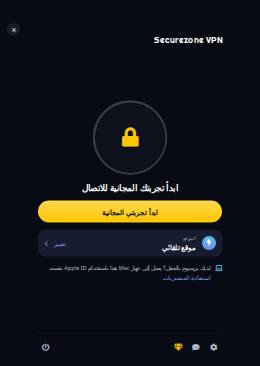 Securezone VPN
ابدأ تجربتك المجانية للاتصال
ابدأ تجربتي المجانية
الموقع
موقع تلقائي
تغيير
لديك بريميوم بالفعل؟ يصل إلى جهاز Mac هذا باستخدام Apple ID نفسه.
استعادة المشتريات